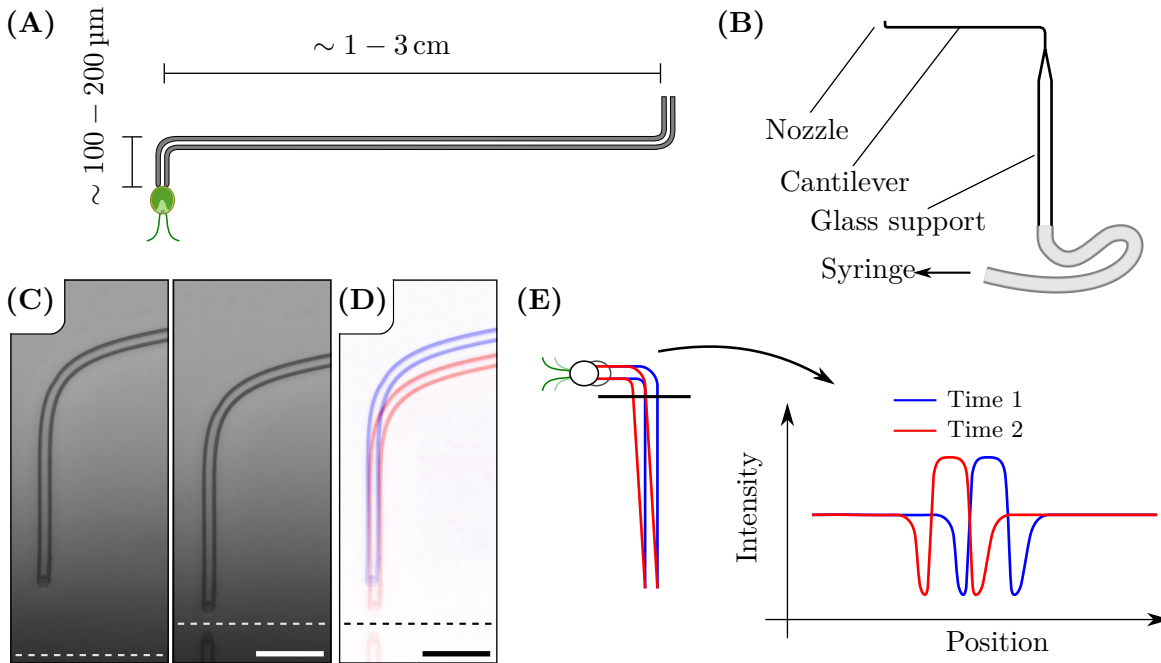 (A)
∼ 1 − 3 cm
∼ 100 − 200 µm
(B)
Nozzle
Cantilever
Glass support
Syringe
(C)
(D)
(E)
Time 1
Time 2
Intensity
Position